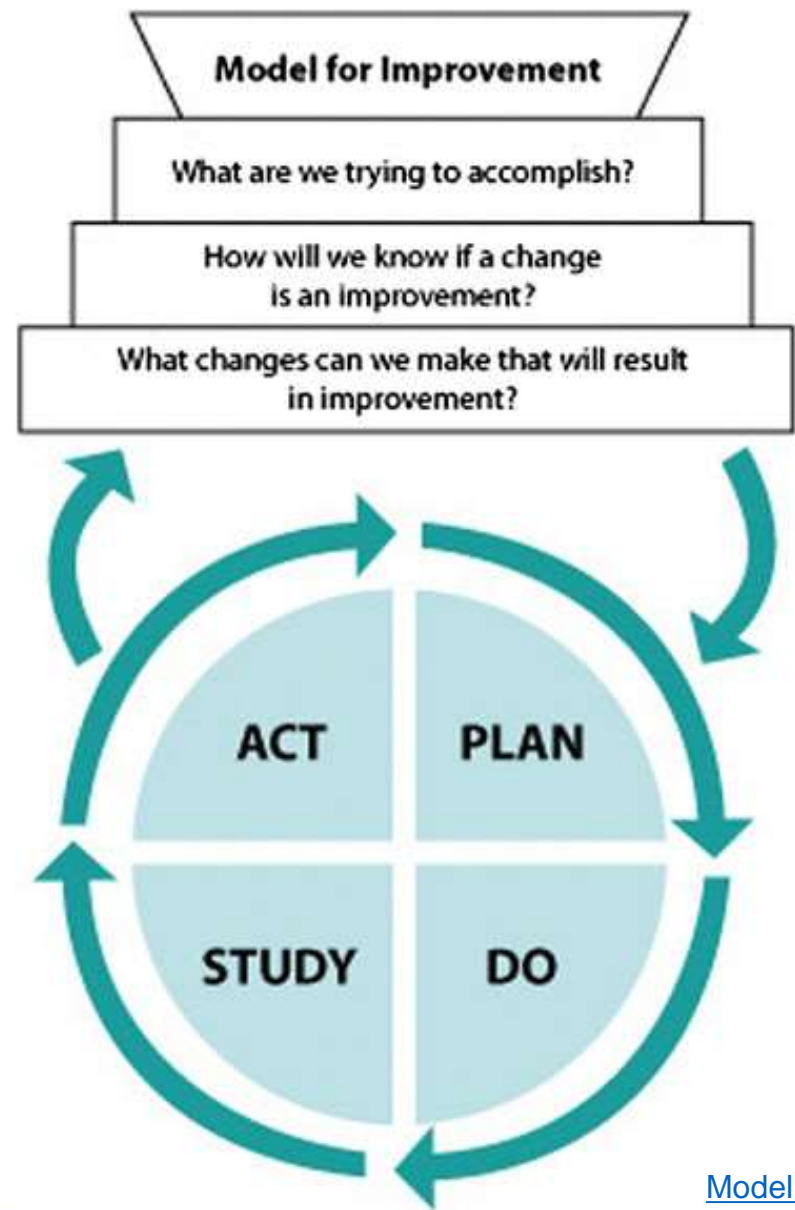 Model for Improvement
What are we trying to accomplish?
How will we know if a change
is an improvement?
What changes can we make that will result
in improvement?
ACT
PLAN
STUDY
DO
Model